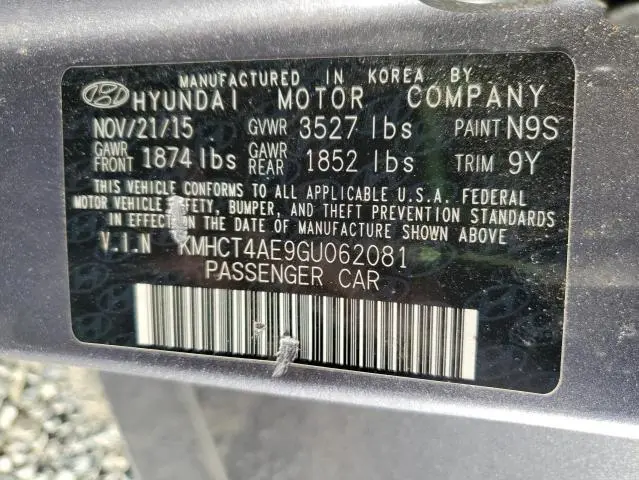 MANUFACTURED IN KOREA BY
HYUNDAI MOTOR COMPANY
NOV/21/15 GVWR 3527 lbs PAINT N9S
GAWR FRONT 1874 lbs GAWR REAR 1852 lbs TRIM 9Y
THIS VEHICLE CONFORMS TO ALL APPLICABLE U.S.A. FEDERAL
MOTOR VEHICLE SAFETY, BUMPER, AND THEFT PREVENTION STANDARDS
IN EFFECT ON THE DATE OF MANUFACTURE SHOWN ABOVE
V.I.N KMHCT4AE9GU062081
PASSENGER CAR